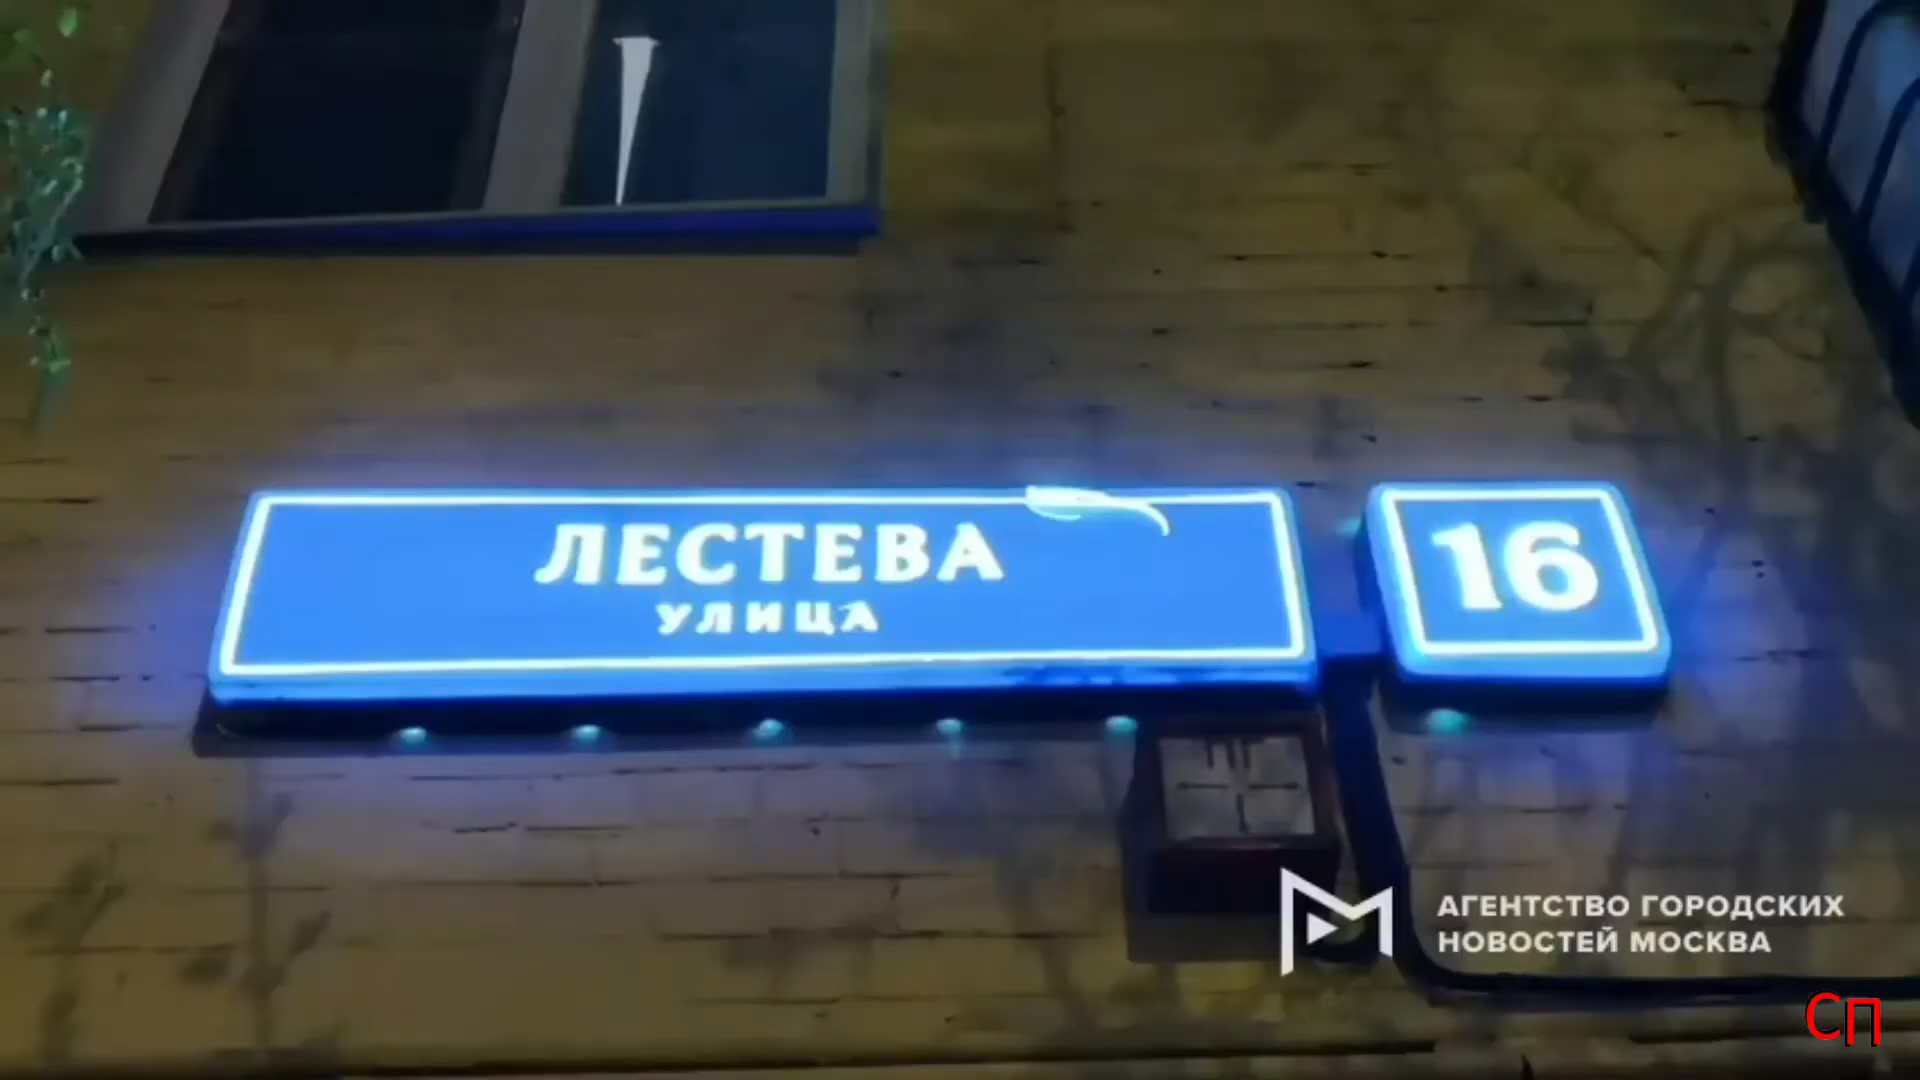 ЛЕСТЕВА
УЛИЦА
16
АГЕНТСТВО ГОРОДСКИХ
НОВОСТЕЙ МОСКВА
СП